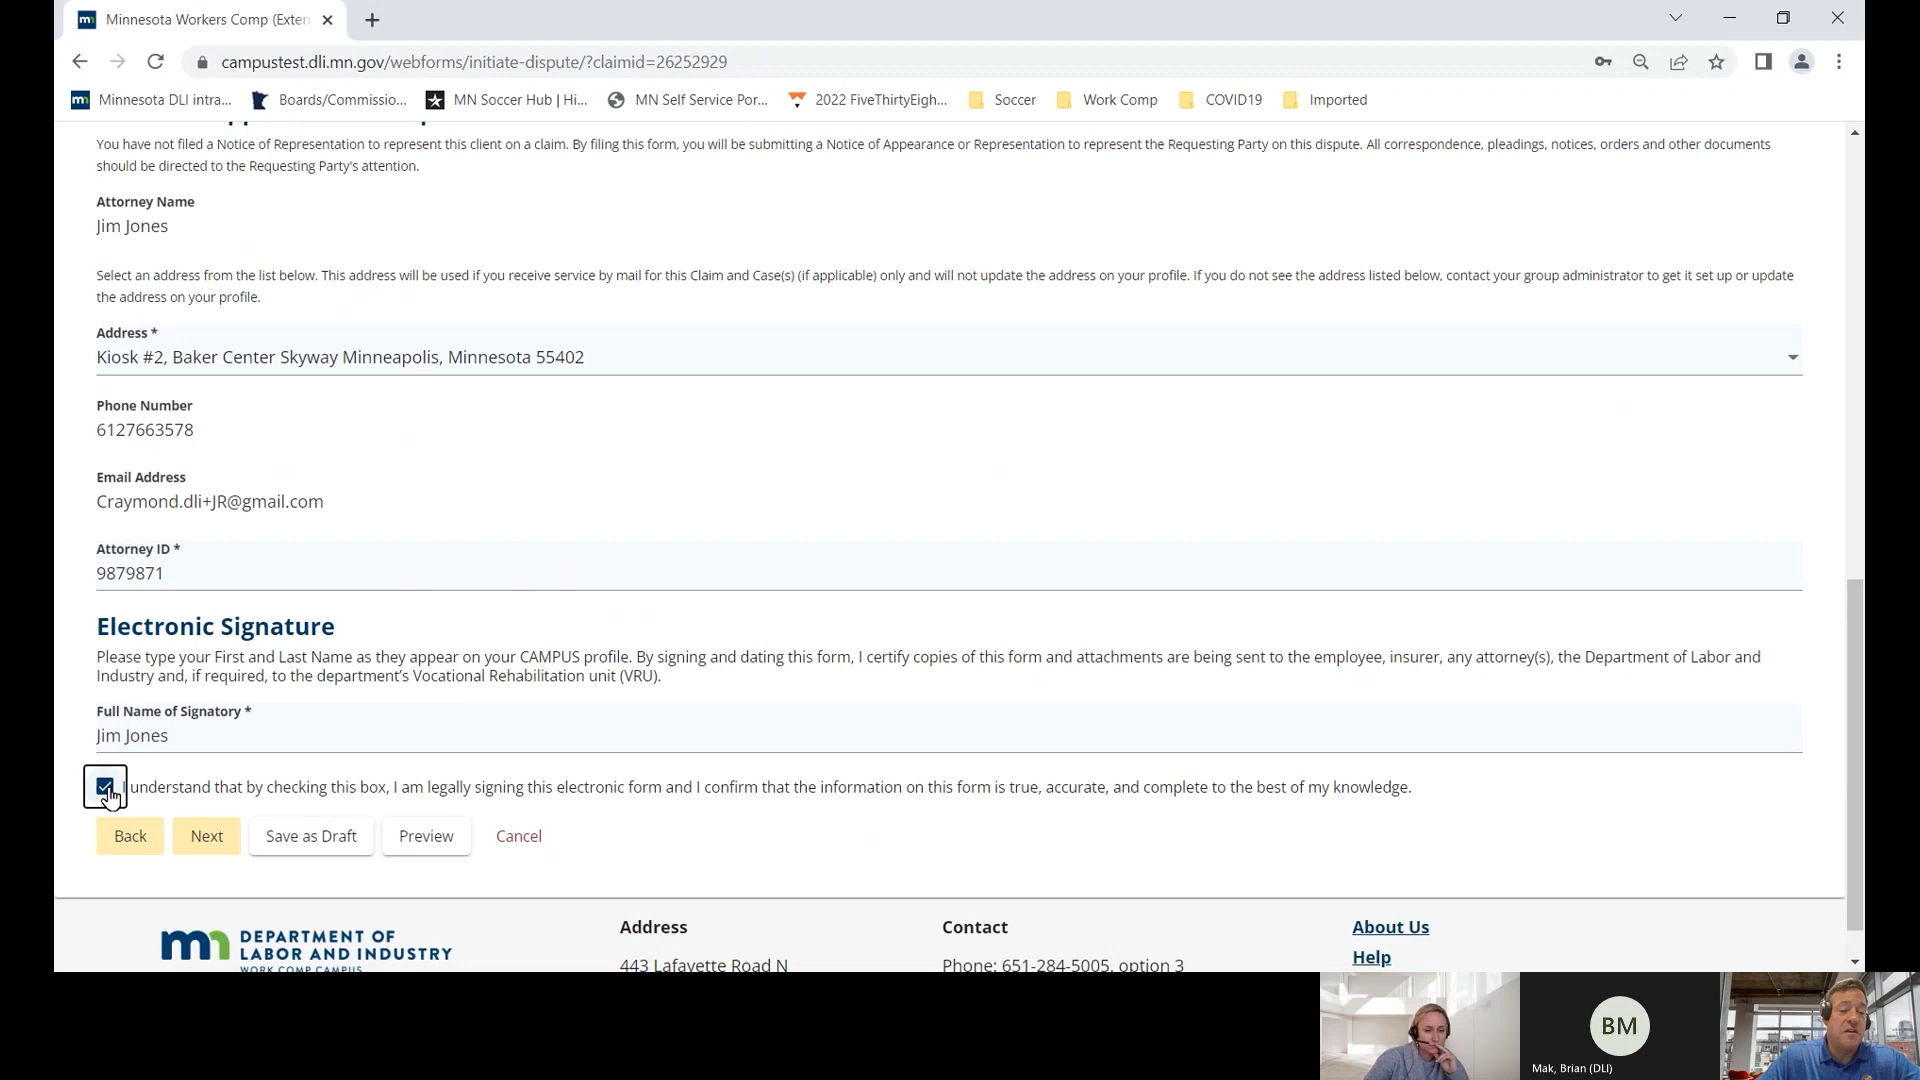 Minnesota Workers Comp (Exter
campustest.dli.mn.gov/webforms/initiate-dispute/?claimid=26252929
Minnesota DLI intra... Boards/Commissio... MN Soccer Hub | Hi... MN Self Service Por... 2022 FiveThirtyEigh... Soccer Work Comp COVID19 Imported
You have not filed a Notice of Representation to represent this client on a claim. By filing this form, you will be submitting a Notice of Appearance or Representation to represent the Requesting Party on this dispute. All correspondence, pleadings, notices, orders and other documents
should be directed to the Requesting Party's attention.
Attorney Name
Jim Jones
Select an address from the list below. This address will be used if you receive service by mail for this Claim and Case(s) (if applicable) only and will not update the address on your profile. If you do not see the address listed below, contact your group administrator to get it set up or update
the address on your profile.
Address *
Kiosk #2, Baker Center Skyway Minneapolis, Minnesota 55402
Phone Number
6127663578
Email Address
Craymond.dli+JR@gmail.com
Attorney ID *
9879871
Electronic Signature
Please type your First and Last Name as they appear on your CAMPUS profile. By signing and dating this form, I certify copies of this form and attachments are being sent to the employee, insurer, any attorney(s), the Department of Labor and
Industry and, if required, to the department's Vocational Rehabilitation unit (VRU).
Full Name of Signatory *
Jim Jones
I understand that by checking this box, I am legally signing this electronic form and I confirm that the information on this form is true, accurate, and complete to the best of my knowledge.
Back Next Save as Draft Preview Cancel
mn DEPARTMENT OF
LABOR AND INDUSTRY
WORK COMP CAMPUS
Address
443 Lafayette Road N
Contact
Phone: 651-284-5005, option 3
About Us
Help
BM
Mak, Brian (DLI)